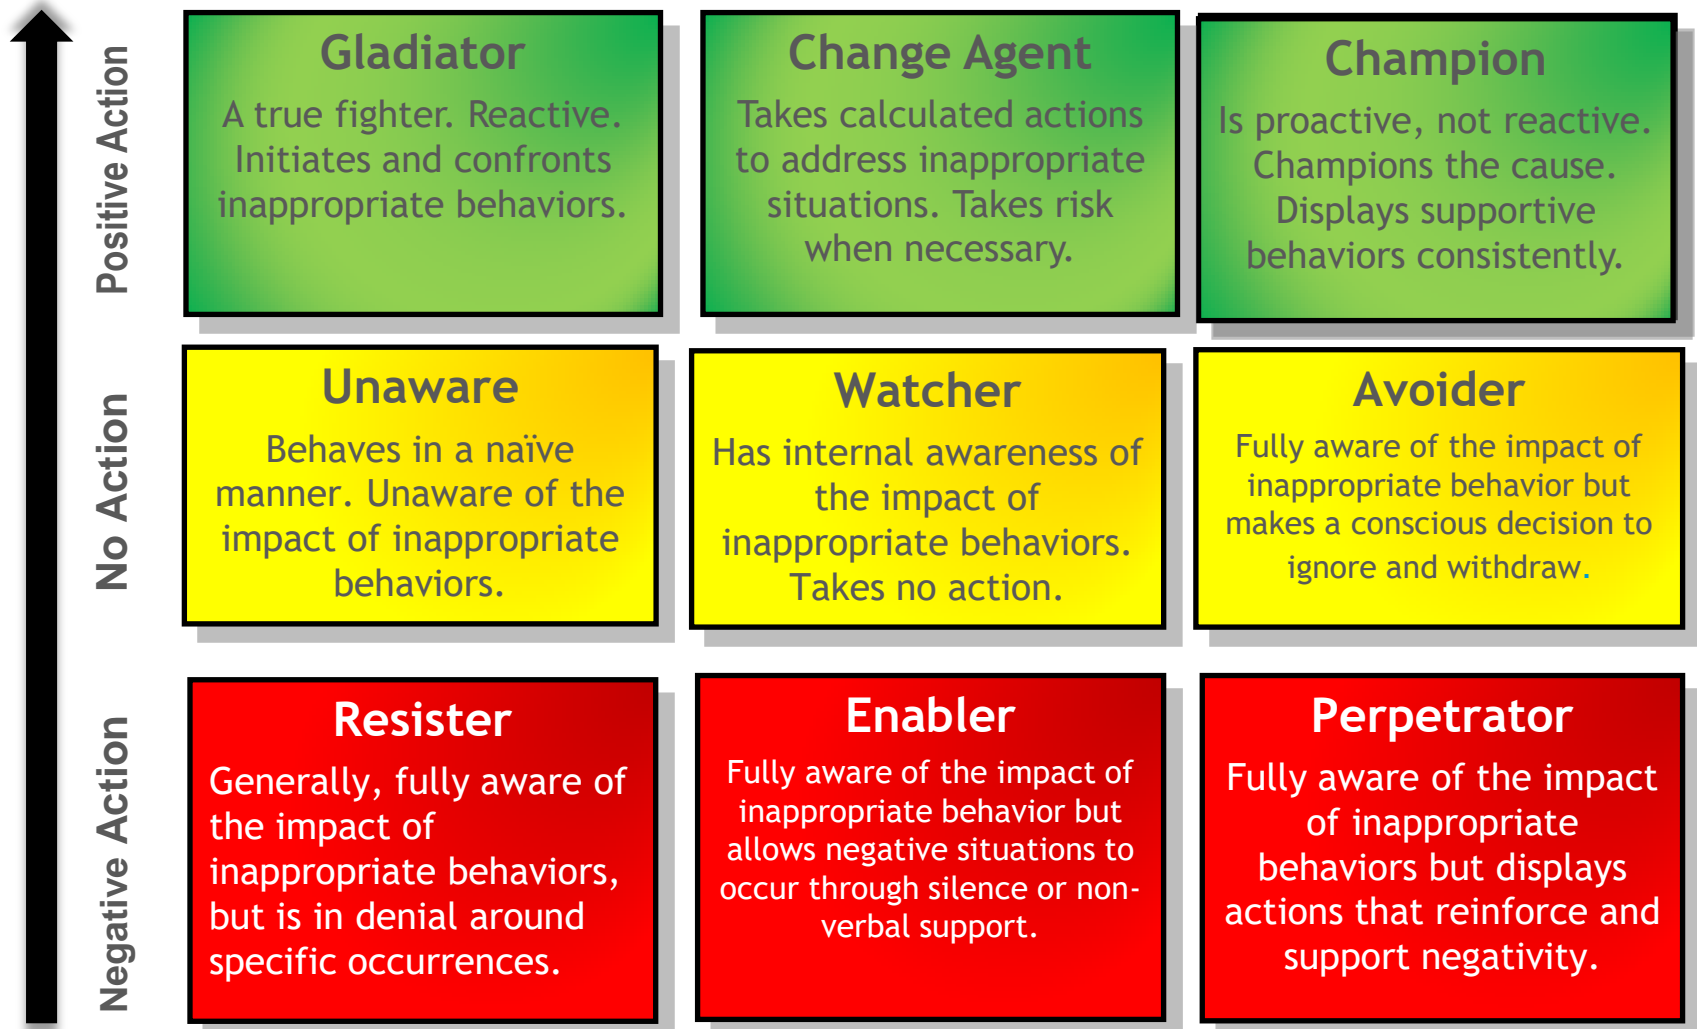 Positive Action
Gladiator
A true fighter. Reactive.
Initiates and confronts
inappropriate behaviors.
Change Agent
Takes calculated actions
to address inappropriate
situations. Takes risk
when necessary.
Champion
Is proactive, not reactive.
Champions the cause.
Displays supportive
behaviors consistently.
No Action
Unaware
Behaves in a naïve
manner. Unaware of the
impact of inappropriate
behaviors.
Watcher
Has internal awareness of
the impact of
inappropriate behaviors.
Takes no action.
Avoider
Fully aware of the impact of
inappropriate behavior but
makes a conscious decision to
ignore and withdraw.
Negative Action
Resister
Generally, fully aware of
the impact of
inappropriate behaviors,
but is in denial around
specific occurrences.
Enabler
Fully aware of the impact of
inappropriate behavior but
allows negative situations to
occur through silence or non-
verbal support.
Perpetrator
Fully aware of the impact
of inappropriate
behaviors but displays
actions that reinforce and
support negativity.